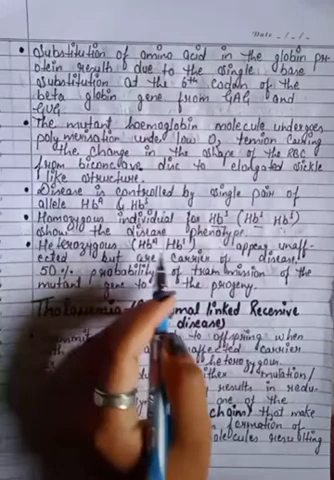 Date - / - / -
• Substitution of amino acid in the globin pr-
otein result due to the single base
substitution at the 6th codon of the
beta globin gene from GAG and
GUG
• The mutant haemoglobin molecule undergoes
polymerisation under low O2 tension causing
the change in the shape of the RBC
from biconcave disc to elongated sickle
like structure.
• Disease is controlled by single pair of
allele Hbᴬ & Hbˢ
• Homozygous individual for Hbˢ (Hbˢ Hbˢ)
show the disease phenotype.
• Heterozygous (Hbᴬ Hbˢ) appear unaff-
ected but are carrier of disease,
50% probability of transmission of the
mutant gene to the progeny.
Thalassemia linked Recessive
disease)
to offspring when
affected carrier
heterozygous.
either mutation/
results in redu-
one of the
chains) that make
formation of
molecules resulting